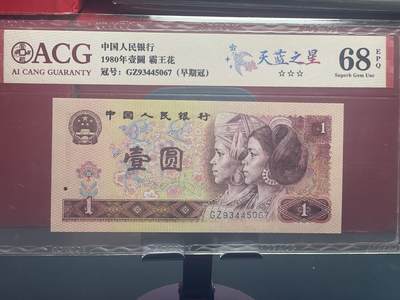 ACG
AI CANG GUARANTY
中国人民银行
1980年壹圆 霸王花
冠号：GZ93445067（早期冠）
天蓝之星
☆☆☆
68 EPQ
Superb Gem Unc
中国人民银行
1
壹圆
1
GZ93445067
1